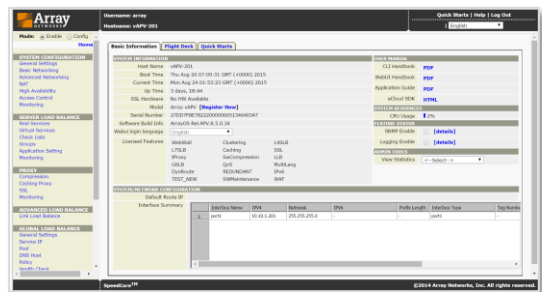 Array
NETWORKS
Username: array
Hostname: vAPV-201
Quick Starts | Help | Log Out
English
Mode: Enable Config
Home
SYSTEM CONFIGURATION
General Settings
Basic Networking
Advanced Networking
NAT
High Availability
Access Control
Monitoring
SERVER LOAD BALANCE
Real Services
Virtual Services
Check Lists
Groups
Application Setting
Monitoring
PROXY
Compression
Caching Proxy
SSL
Monitoring
ADVANCED LOAD BALANCE
Link Load Balance
GLOBAL LOAD BALANCE
General Settings
Service IP
Pool
DNS Host
Policy
Health Check
Basic Information Flight Deck Quick Starts
SYSTEM INFORMATION
Host Name vAPV-201
Boot Time Thu Aug 20 07:09:31 GMT (+0000) 2015
Current Time Mon Aug 24 01:53:23 GMT (+0000) 2015
Up Time 3 days, 18:44
SSL Hardware No HW Available
Model Array vAPV [Register Now]
Serial Number
Software Build Info ArrayOS Rel.APV.8.5.0.34
WebUI login language English
Licensed Features WebWall Clustering L4SLB
L7SLB Caching SSL
tProxy SwCompression LLB
GSLB QoS MultiLang
DynRoute REDUNDANT IPv6
TEST_NEW SWMaintenance WAF
USER MANUAL
CLI Handbook PDF
WebUI Handbook PDF
Application Guide PDF
eCloud SDK HTML
SYSTEM RESOURCES
CPU Usage 2%
FEATURE STATUS
SNMP Enable [details]
Logging Enable [details]
ADMIN TOOLS
View Statistics <--Select-->
SYSTEM/NETWORK CONFIGURATION
Default Route IP
Interface Summary
Interface Name IPV4 Netmask IPV6 Prefix Length Interface Type Tag Numbe
1 port1 10.10.1.201 255.255.255.0 - - port1 -
SpeedCore™
©2014 Array Networks, Inc. All rights reserved.